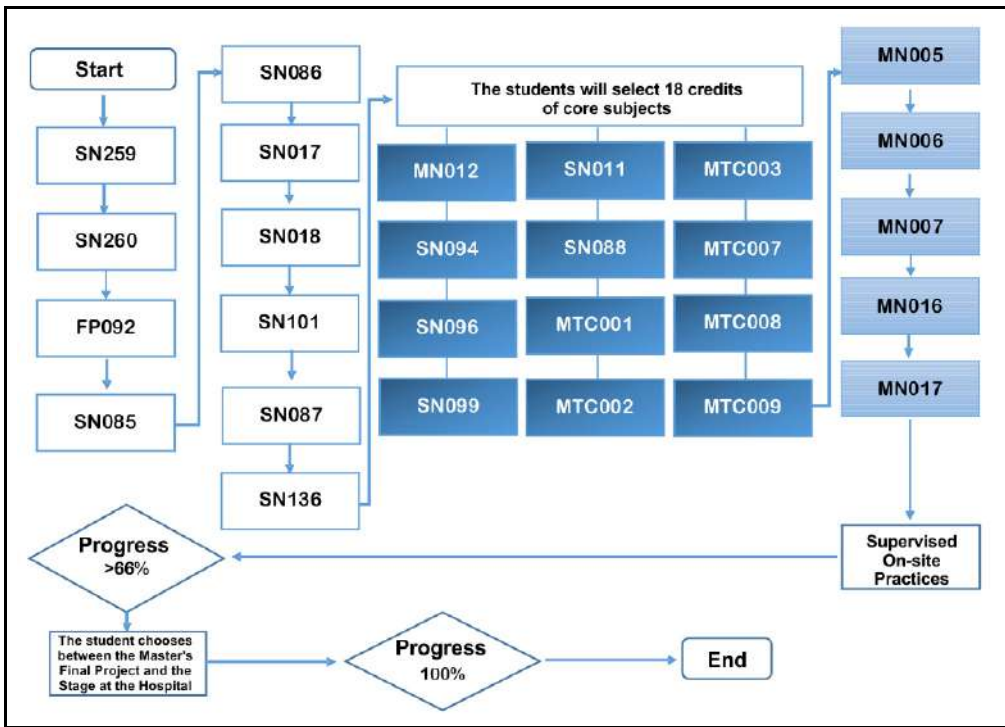 Start
SN259
SN260
FP092
SN085
SN086
SN017
SN018
SN101
SN087
SN136
The students will select 18 credits
of core subjects
MN012
SN094
SN096
SN099
SN011
SN088
MTC001
MTC002
MTC003
MTC007
MTC008
MTC009
MN005
MN006
MN007
MN016
MN017
Supervised
On-site
Practices
Progress
>66%
The student chooses
between the Master's
Final Project and the
Stage at the Hospital
Progress
100%
End